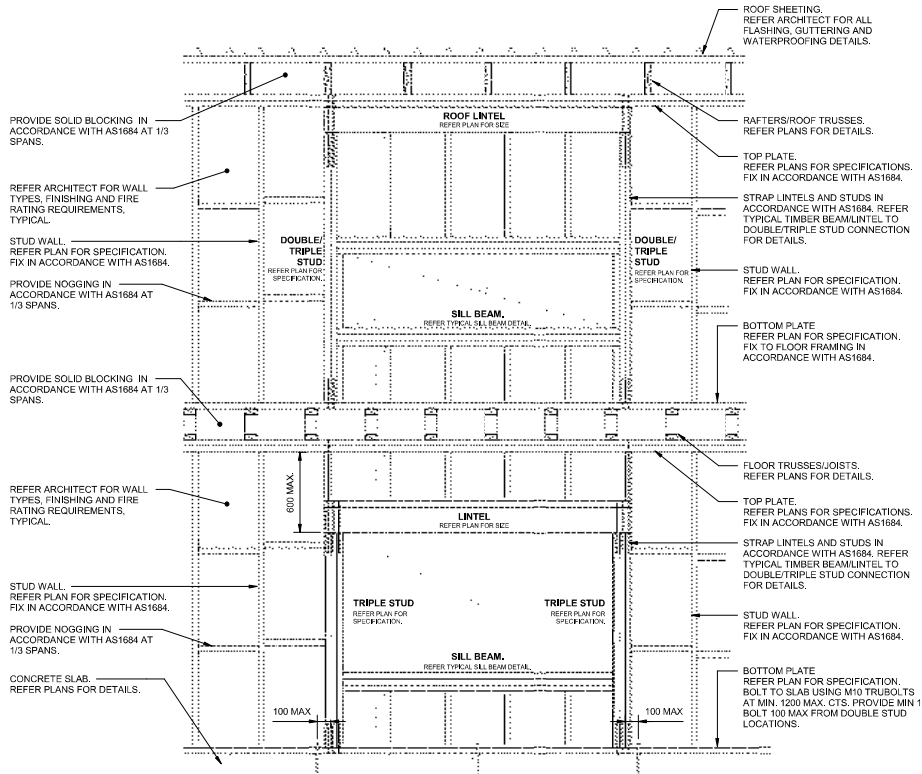 ROOF SHEETING.
REFER ARCHITECT FOR ALL
FLASHING, GUTTERING AND
WATERPROOFING DETAILS.
PROVIDE SOLID BLOCKING IN
ACCORDANCE WITH AS1684 AT 1/3
SPANS.
ROOF LINTEL
REFER PLAN FOR SIZE
RAFTERS/ROOF TRUSSES.
REFER PLANS FOR DETAILS.
TOP PLATE.
REFER PLANS FOR SPECIFICATIONS.
FIX IN ACCORDANCE WITH AS1684.
REFER ARCHITECT FOR WALL
TYPES, FINISHING AND FIRE
RATING REQUIREMENTS,
TYPICAL.
STRAP LINTELS AND STUDS IN
ACCORDANCE WITH AS1684. REFER
TYPICAL TIMBER BEAM/LINTEL TO
DOUBLE/TRIPLE STUD CONNECTION
FOR DETAILS.
STUD WALL.
REFER PLAN FOR SPECIFICATION.
FIX IN ACCORDANCE WITH AS1684.
DOUBLE/
TRIPLE
STUD
REFER PLAN FOR
SPECIFICATION.
DOUBLE/
TRIPLE
STUD
REFER PLAN FOR
SPECIFICATION.
STUD WALL.
REFER PLAN FOR SPECIFICATION.
FIX IN ACCORDANCE WITH AS1684.
PROVIDE NOGGING IN
ACCORDANCE WITH AS1684 AT
1/3 SPANS.
SILL BEAM.
REFER TYPICAL SILL BEAM DETAIL.
BOTTOM PLATE
REFER PLAN FOR SPECIFICATION.
FIX TO FLOOR FRAMING IN
ACCORDANCE WITH AS1684.
PROVIDE SOLID BLOCKING IN
ACCORDANCE WITH AS1684 AT 1/3
SPANS.
FLOOR TRUSSES/JOISTS.
REFER PLANS FOR DETAILS.
REFER ARCHITECT FOR WALL
TYPES, FINISHING AND FIRE
RATING REQUIREMENTS,
TYPICAL.
600 MAX.
LINTEL
REFER PLAN FOR SIZE
TOP PLATE.
REFER PLANS FOR SPECIFICATIONS.
FIX IN ACCORDANCE WITH AS1684.
STRAP LINTELS AND STUDS IN
ACCORDANCE WITH AS1684. REFER
TYPICAL TIMBER BEAM/LINTEL TO
DOUBLE/TRIPLE STUD CONNECTION
FOR DETAILS.
STUD WALL.
REFER PLAN FOR SPECIFICATION.
FIX IN ACCORDANCE WITH AS1684.
TRIPLE STUD
REFER PLAN FOR
SPECIFICATION.
TRIPLE STUD
REFER PLAN FOR
SPECIFICATION.
STUD WALL
REFER PLAN FOR SPECIFICATION.
FIX IN ACCORDANCE WITH AS1684.
PROVIDE NOGGING IN
ACCORDANCE WITH AS1684 AT
1/3 SPANS.
SILL BEAM.
REFER TYPICAL SILL BEAM DETAIL.
CONCRETE SLAB.
REFER PLANS FOR DETAILS.
100 MAX
100 MAX
BOTTOM PLATE
REFER PLAN FOR SPECIFICATION.
BOLT TO SLAB USING M10 TRUBOLTS
AT MIN. 1200 MAX. CTS. PROVIDE MIN 1
BOLT 100 MAX FROM DOUBLE STUD
LOCATIONS.